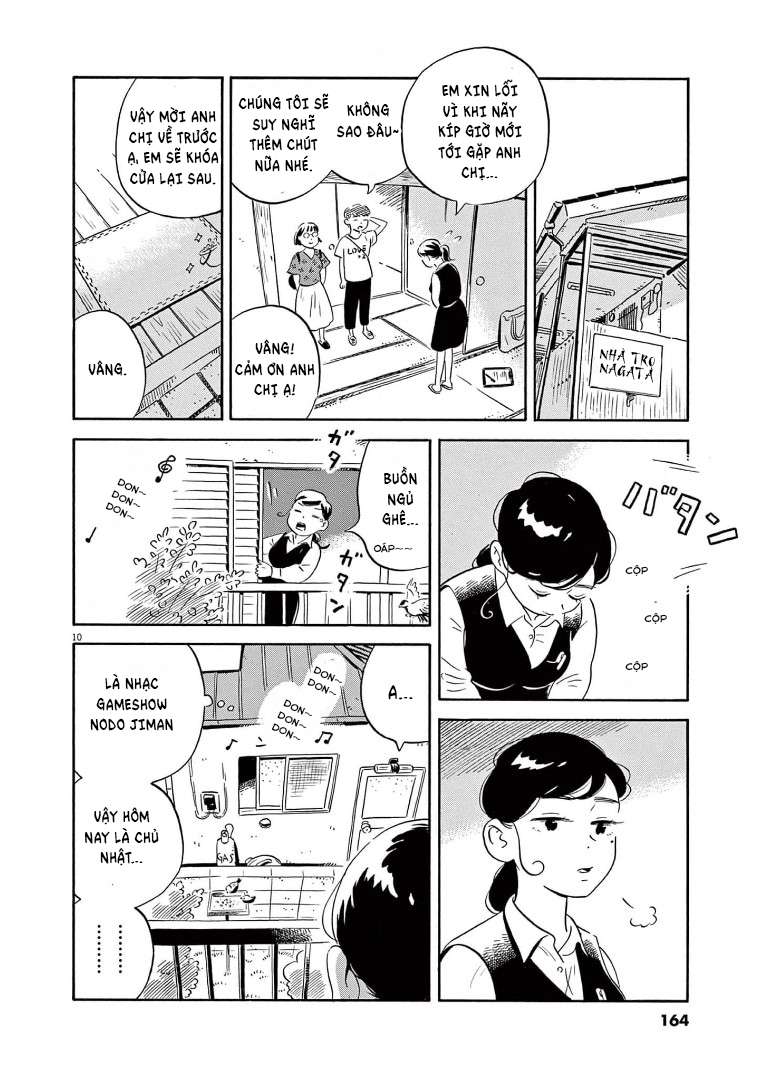 NHÀ TRỌ
NAGATA
EM XIN LỖI
VÌ KHI NÃY
KÍP GIỜ MỚI
TỚI GẶP ANH
CHỊ...
KHÔNG
SAO ĐÂU~
CHÚNG TÔI SẼ
SUY NGHĨ
THÊM CHÚT
NỮA NHÉ.
LOVE
×2
VÂNG!
CẢM ƠN ANH
CHỊ Ạ!
VẬY MỜI ANH
CHỊ VỀ TRƯỚC
Ạ, EM SẼ KHÓA
CỬA LẠI SAU.
VÂNG.
バタン
CỘP
CỘP
CỘP
ガタ
BUỒN
NGỦ
GHÊ...
OÁP~~
ガタン
DON~
DON~
DON~
10
A...
DON~
DON~
DON~
DON~
DON~
GAS
LÀ NHẠC
GAMESHOW
NODO JIMAN
VẬY HÔM
NAY LÀ CHỦ
NHẬT...
164